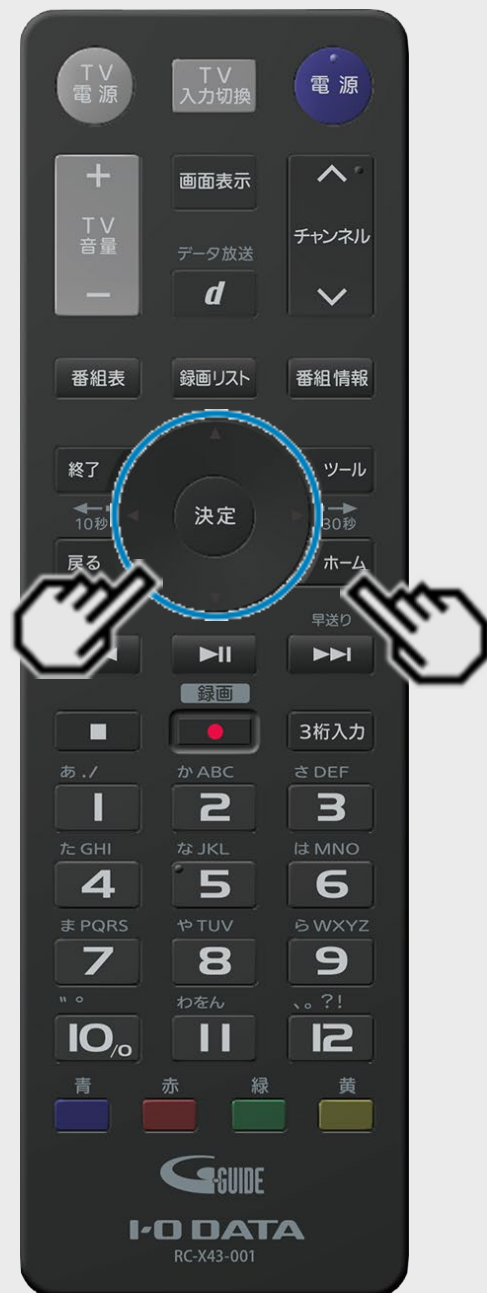 TV
電源
TV
入力切換
電源
+
TV
音量
−
画面表示
データ放送
d
チャンネル
番組表
録画リスト
番組情報
終了
ツール
10秒
決定
30秒
戻る
ホーム
早送り
録画
3桁入力
あ./
1
かABC
2
さDEF
3
たGHI
4
なJKL
5
はMNO
6
まPQRS
7
やTUV
8
らWXYZ
9
゛゜
10/0
わをん
11
、。?!
12
青
赤
緑
黄
G-GUIDE
I-O DATA
RC-X43-001